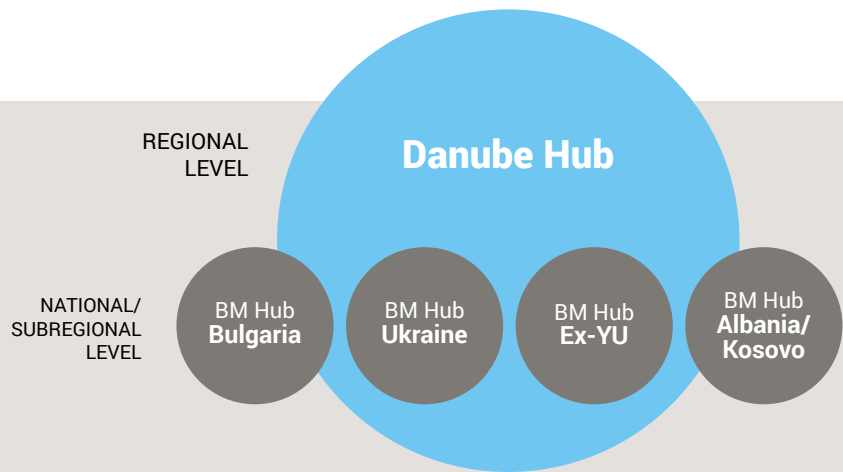 REGIONAL
LEVEL
Danube Hub
NATIONAL/
SUBREGIONAL
LEVEL
BM Hub
Bulgaria
BM Hub
Ukraine
BM Hub
Ex-YU
BM Hub
Albania/
Kosovo